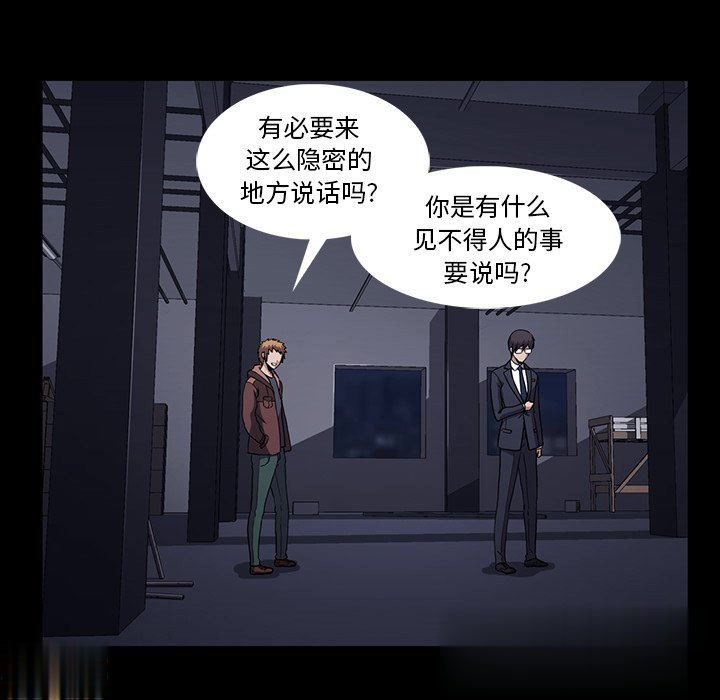 有必要来
这么隐密的
地方说话吗?
你是有什么
见不得人的事
要说吗?